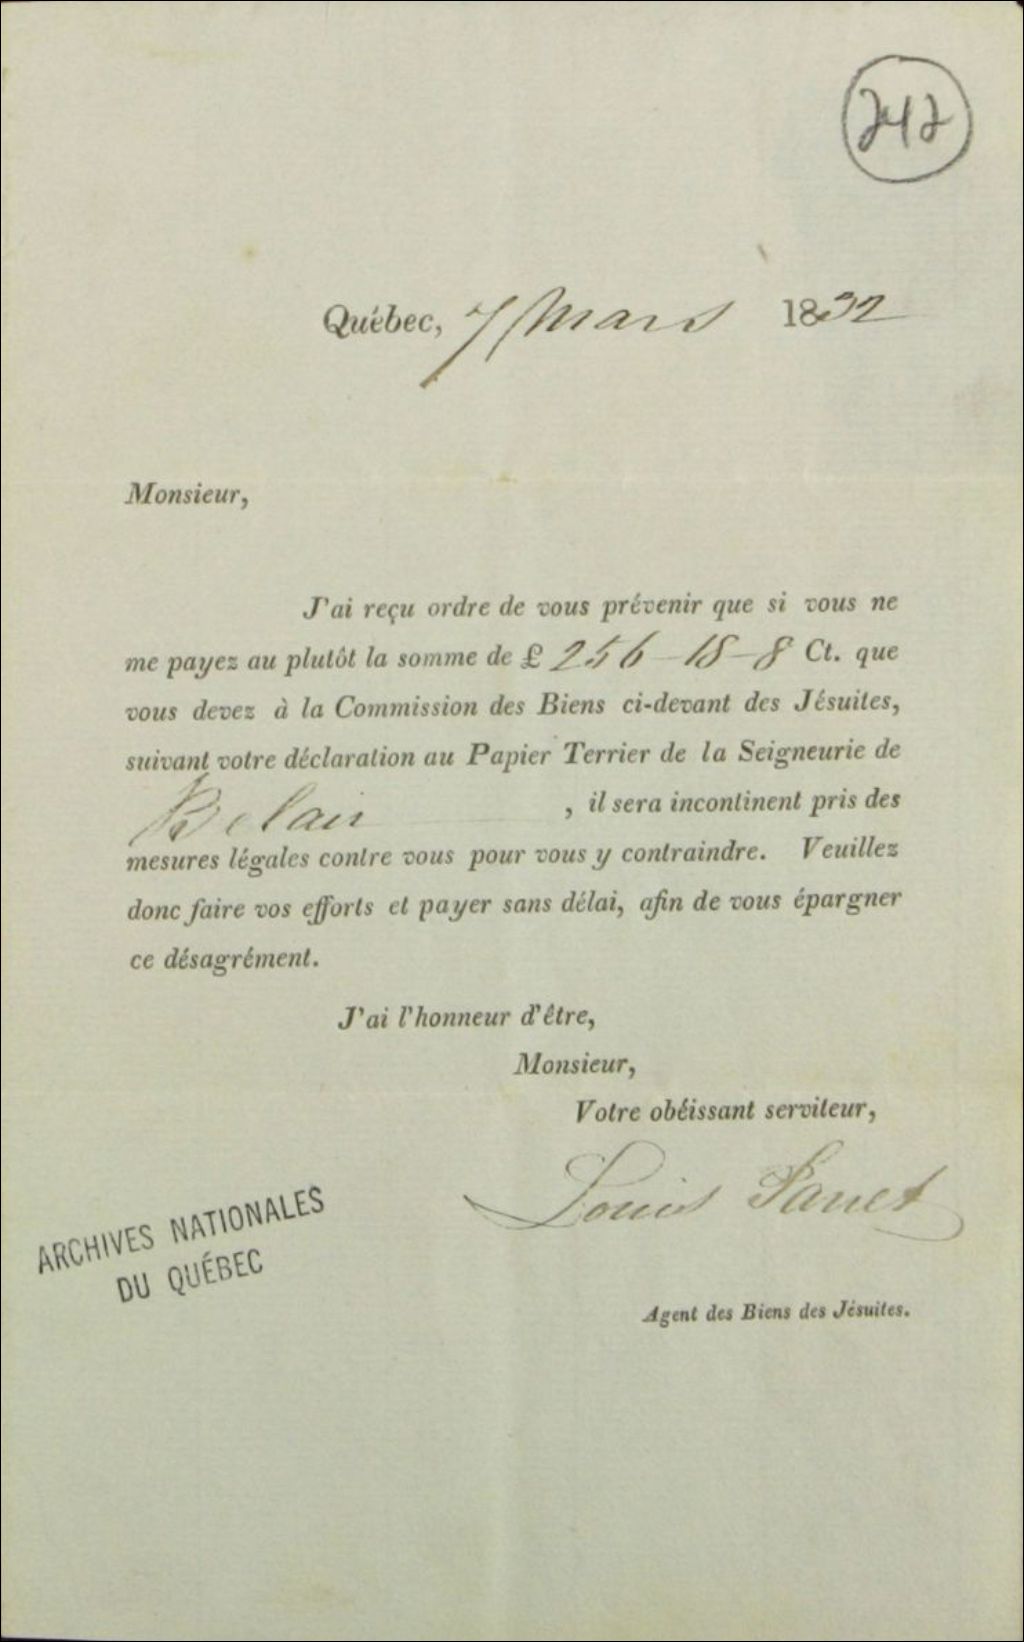 242
Québec, 7 Mars 1832
Monsieur,
J'ai reçu ordre de vous prévenir que si vous ne
me payez au plutôt la somme de £ 256-18-8 Ct. que
vous devez à la Commission des Biens ci-devant des Jésuites,
suivant votre déclaration au Papier Terrier de la Seigneurie de
Belair , il sera incontinent pris des
mesures légales contre vous pour vous y contraindre. Veuillez
donc faire vos efforts et payer sans délai, afin de vous épargner
ce désagrément.
J'ai l'honneur d'être,
Monsieur,
Votre obéissant serviteur,
Louis Panet
Agent des Biens des Jésuites.
ARCHIVES NATIONALES
DU QUÉBEC